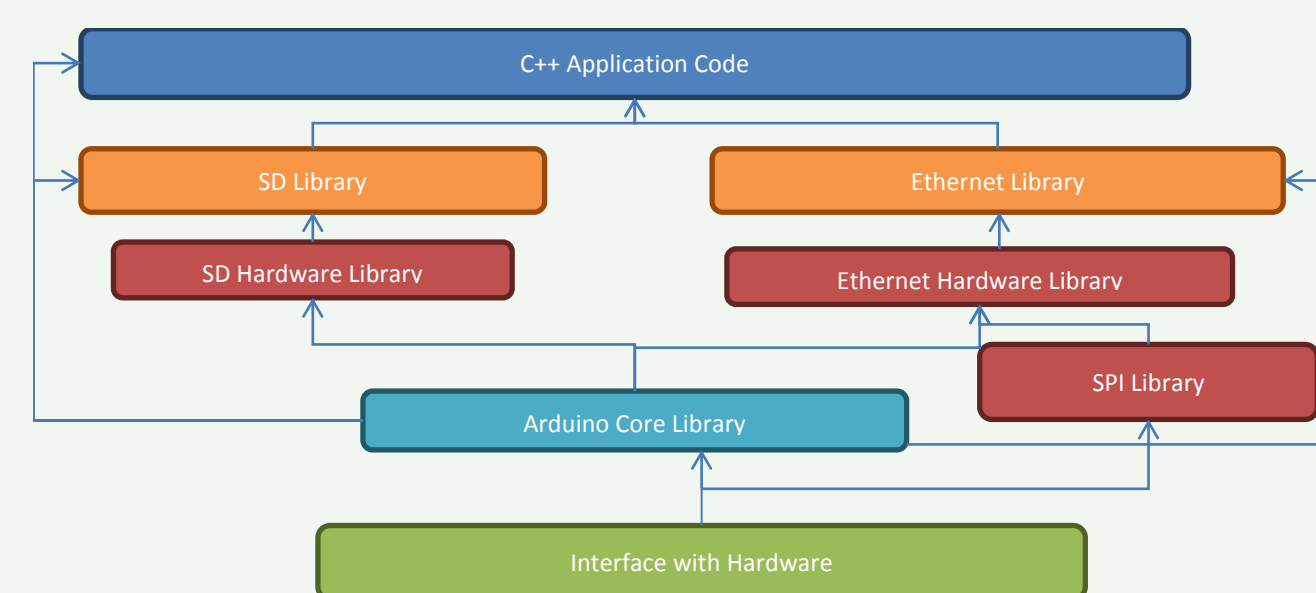 C++ Application Code
SD Library
Ethernet Library
SD Hardware Library
Ethernet Hardware Library
SPI Library
Arduino Core Library
Interface with Hardware